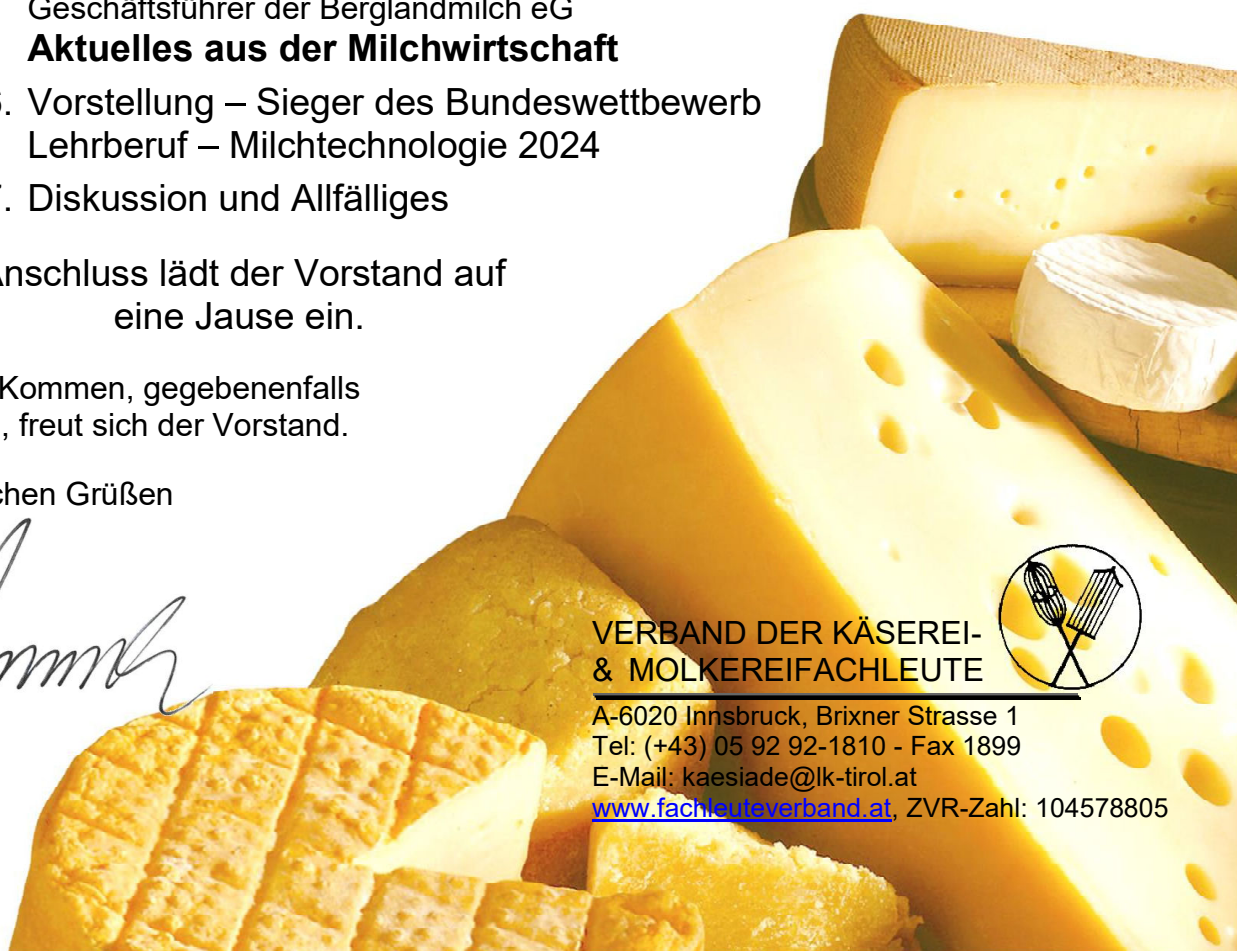 Geschäftsführer der Berglandmilch eG
Aktuelles aus der Milchwirtschaft
. Vorstellung – Sieger des Bundeswettbewerb
Lehrberuf – Milchtechnologie 2024
. Diskussion und Allfälliges
Anschluss lädt der Vorstand auf
eine Jause ein.
Kommen, gegebenenfalls
, freut sich der Vorstand.
chen Grüßen
VERBAND DER KÄSEREI-
& MOLKEREIFACHLEUTE
A-6020 Innsbruck, Brixner Strasse 1
Tel: (+43) 05 92 92-1810 - Fax 1899
E-Mail: kaesiade@lk-tirol.at
www.fachleuteverband.at, ZVR-Zahl: 104578805